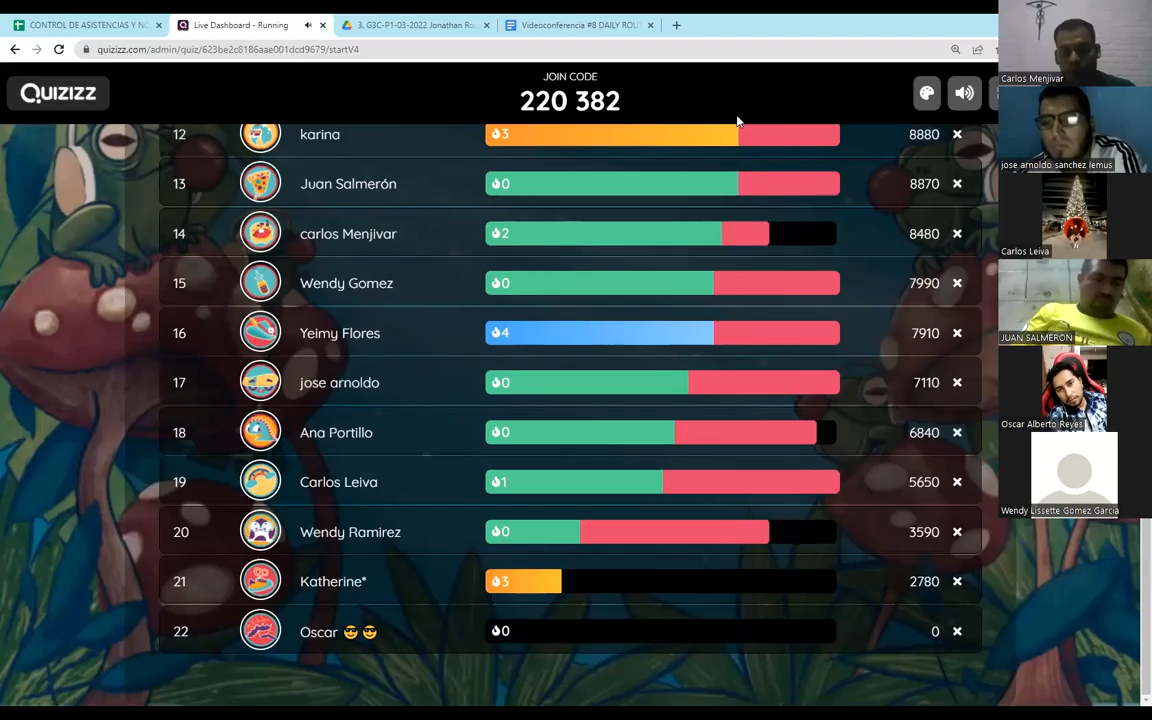 CONTROL DE ASISTENCIAS Y NO
Live Dashboard - Running
3. G3C-P1-03-2022 Jonathan Ro
Videoconferencia #8 DAILY ROU
quizizz.com/admin/quiz/623be2c8186aae001dcd9679/startV4
Quizizz
JOIN CODE
220 382
12 karina 3 8880
13 Juan Salmerón 0 8870
14 carlos Menjivar 2 8480
15 Wendy Gomez 0 7990
16 Yeimy Flores 4 7910
17 jose arnoldo 0 7110
18 Ana Portillo 0 6840
19 Carlos Leiva 1 5650
20 Wendy Ramirez 0 3590
21 Katherine* 3 2780
22 Oscar 😎 😎 0 0
Carlos Menjivar
jose arnoldo sanchez lemus
Carlos Leiva
JUAN SALMERON
Oscar Alberto Reyes
Wendy Lissette Gomez Garcia